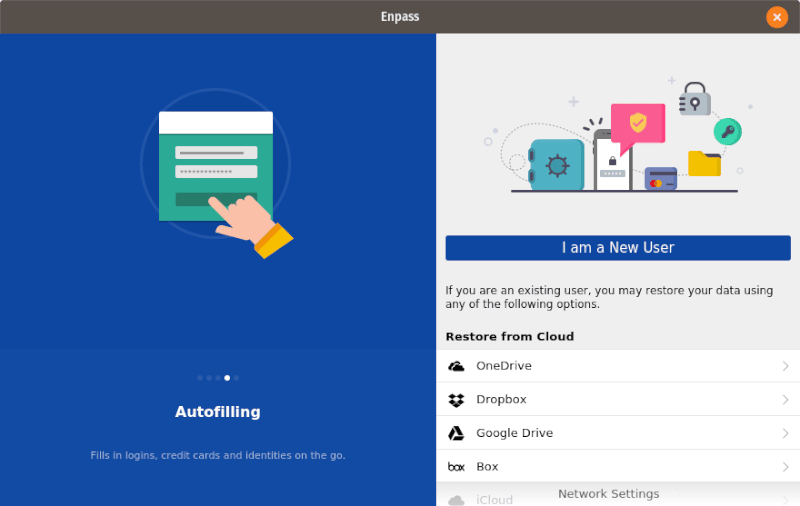 Enpass
I am a New User
If you are an existing user, you may restore your data using
any of the following options.
Restore from Cloud
OneDrive
Dropbox
Google Drive
box
Box
iCloud
Network Settings
Autofilling
Fills in logins, credit cards and identities on the go.